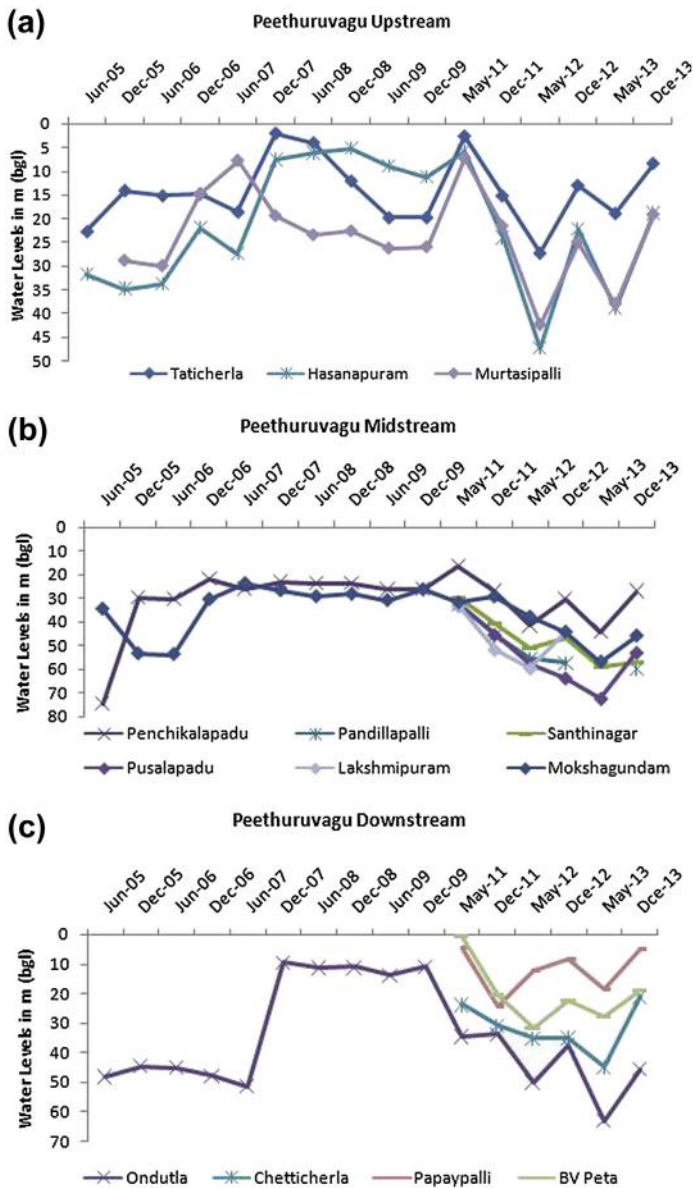 (a)
Peethuruvagu Upstream
Jun-05 Dec-05 Jun-06 Dec-06 Jun-07 Dec-07 Jun-08 Dec-08 Jun-09 Dec-09 May-11 Dec-11 May-12 Dce-12 May-13 Dce-13
Water Levels in m (bgl)
0
5
10
15
20
25
30
35
40
45
50
Taticherla Hasanapuram Murtasipalli
(b)
Peethuruvagu Midstream
Jun-05 Dec-05 Jun-06 Dec-06 Jun-07 Dec-07 Jun-08 Dec-08 Jun-09 Dec-09 May-11 Dec-11 May-12 Dce-12 May-13 Dce-13
Water Levels in m (bgl)
0
10
20
30
40
50
60
70
80
Penchikalapadu Pandillapalli Santhinagar
Pusalapadu Lakshmipuram Mokshagundam
(c)
Peethuruvagu Downstream
Jun-05 Dec-05 Jun-06 Dec-06 Jun-07 Dec-07 Jun-08 Dec-08 Jun-09 Dec-09 May-11 Dec-11 May-12 Dce-12 May-13 Dce-13
Water Levels in m (bgl)
0
10
20
30
40
50
60
70
Ondutla Chetticherla Papaypalli BV Peta